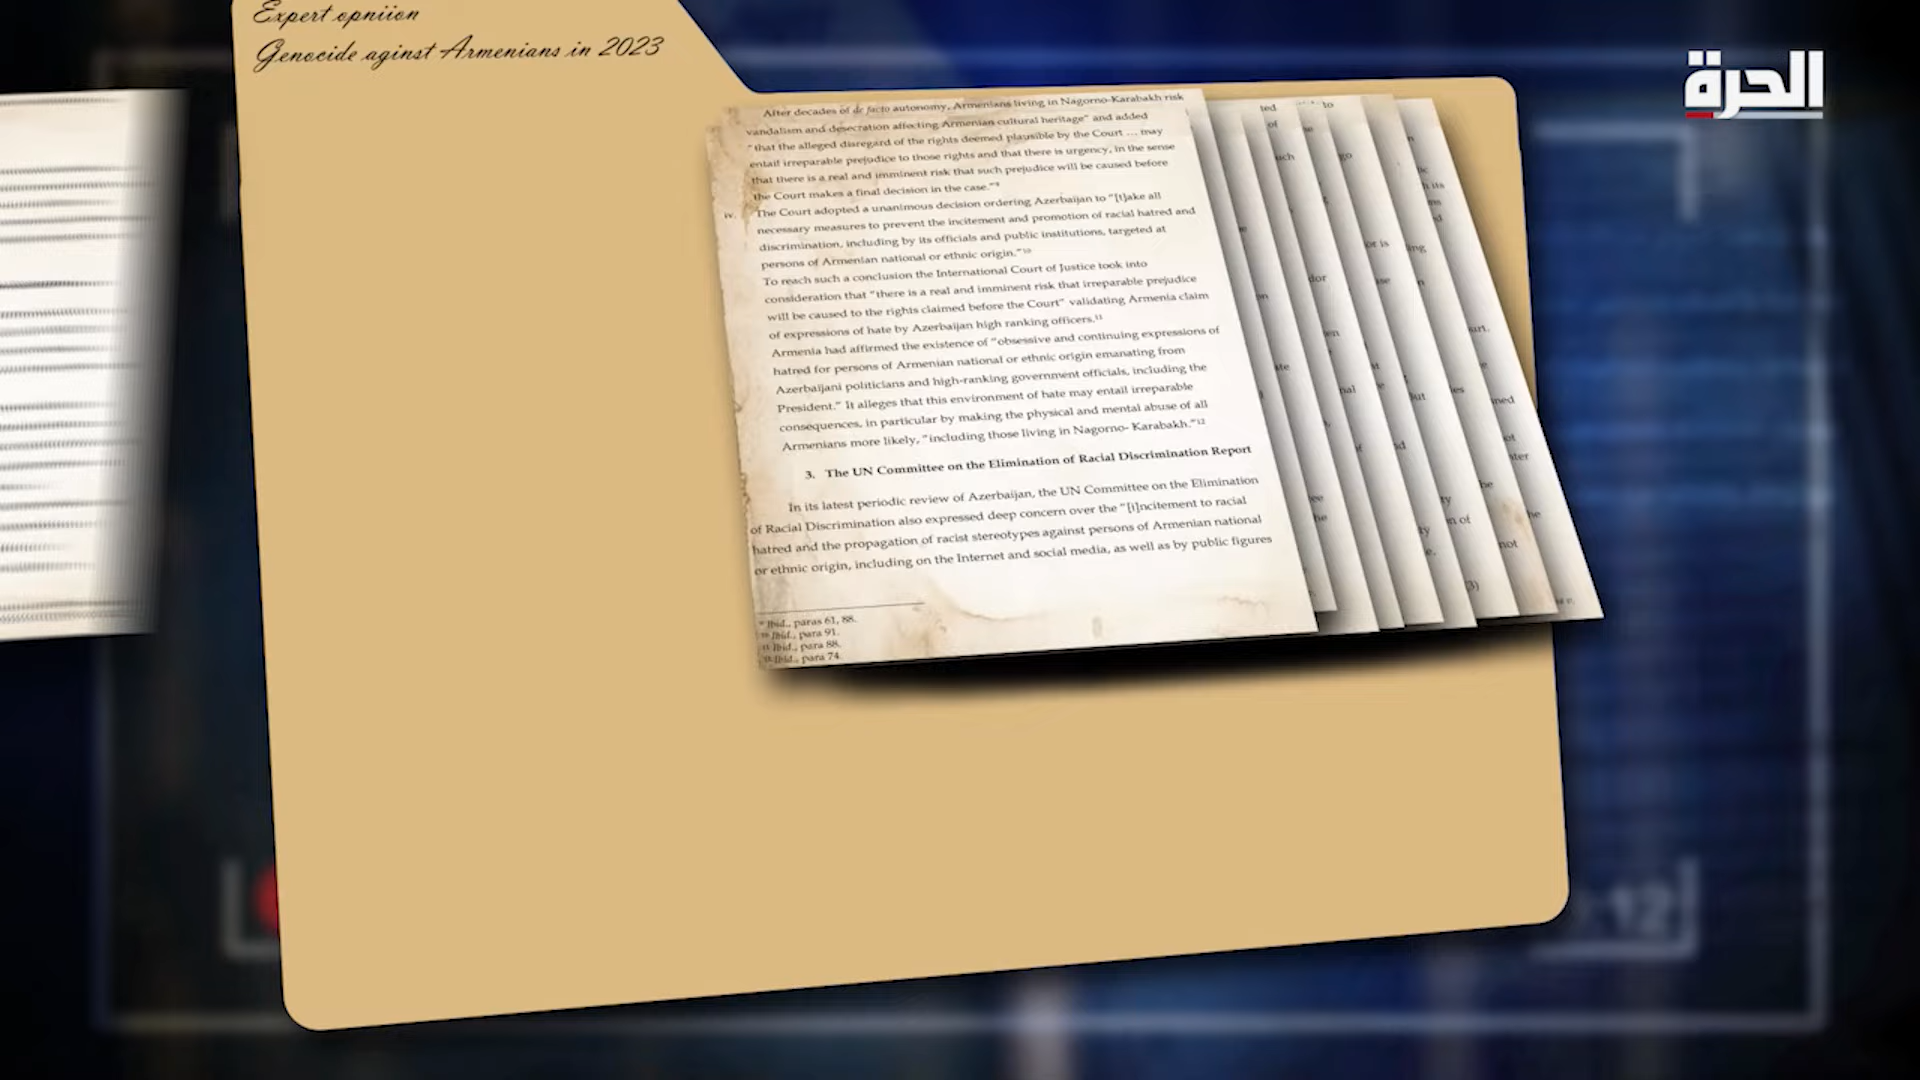 Expert opniion
Genocide aginst Armenians in 2023
الحرة
After decades of de facto autonomy, Armenians living in Nagorno-Karabakh risk
vandalism and desecration affecting Armenian cultural heritage" and added
"that the alleged disregard of the rights deemed plausible by the Court … may
entail irreparable prejudice to those rights and that there is urgency, in the sense
that there is a real and imminent risk that such prejudice will be caused before
the Court makes a final decision in the case."⁹
iv. The Court adopted a unanimous decision ordering Azerbaijan to "[t]ake all
necessary measures to prevent the incitement and promotion of racial hatred and
discrimination, including by its officials and public institutions, targeted at
persons of Armenian national or ethnic origin."¹⁰
To reach such a conclusion the International Court of Justice took into
consideration that "there is a real and imminent risk that irreparable prejudice
will be caused to the rights claimed before the Court" validating Armenia claim
of expressions of hate by Azerbaijan high ranking officers.¹¹
Armenia had affirmed the existence of "obsessive and continuing expressions of
hatred for persons of Armenian national or ethnic origin emanating from
Azerbaijani politicians and high-ranking government officials, including the
President." It alleges that this environment of hate may entail irreparable
consequences, in particular by making the physical and mental abuse of all
Armenians more likely, "including those living in Nagorno- Karabakh."¹²
3. The UN Committee on the Elimination of Racial Discrimination Report
In its latest periodic review of Azerbaijan, the UN Committee on the Elimination
of Racial Discrimination also expressed deep concern over the "[i]ncitement to racial
hatred and the propagation of racist stereotypes against persons of Armenian national
or ethnic origin, including on the Internet and social media, as well as by public figures
⁹ Ibid., paras 61, 88.
¹⁰ Ibid., para 91.
¹¹ Ibid., para 88.
¹² Ibid., para 74.
12